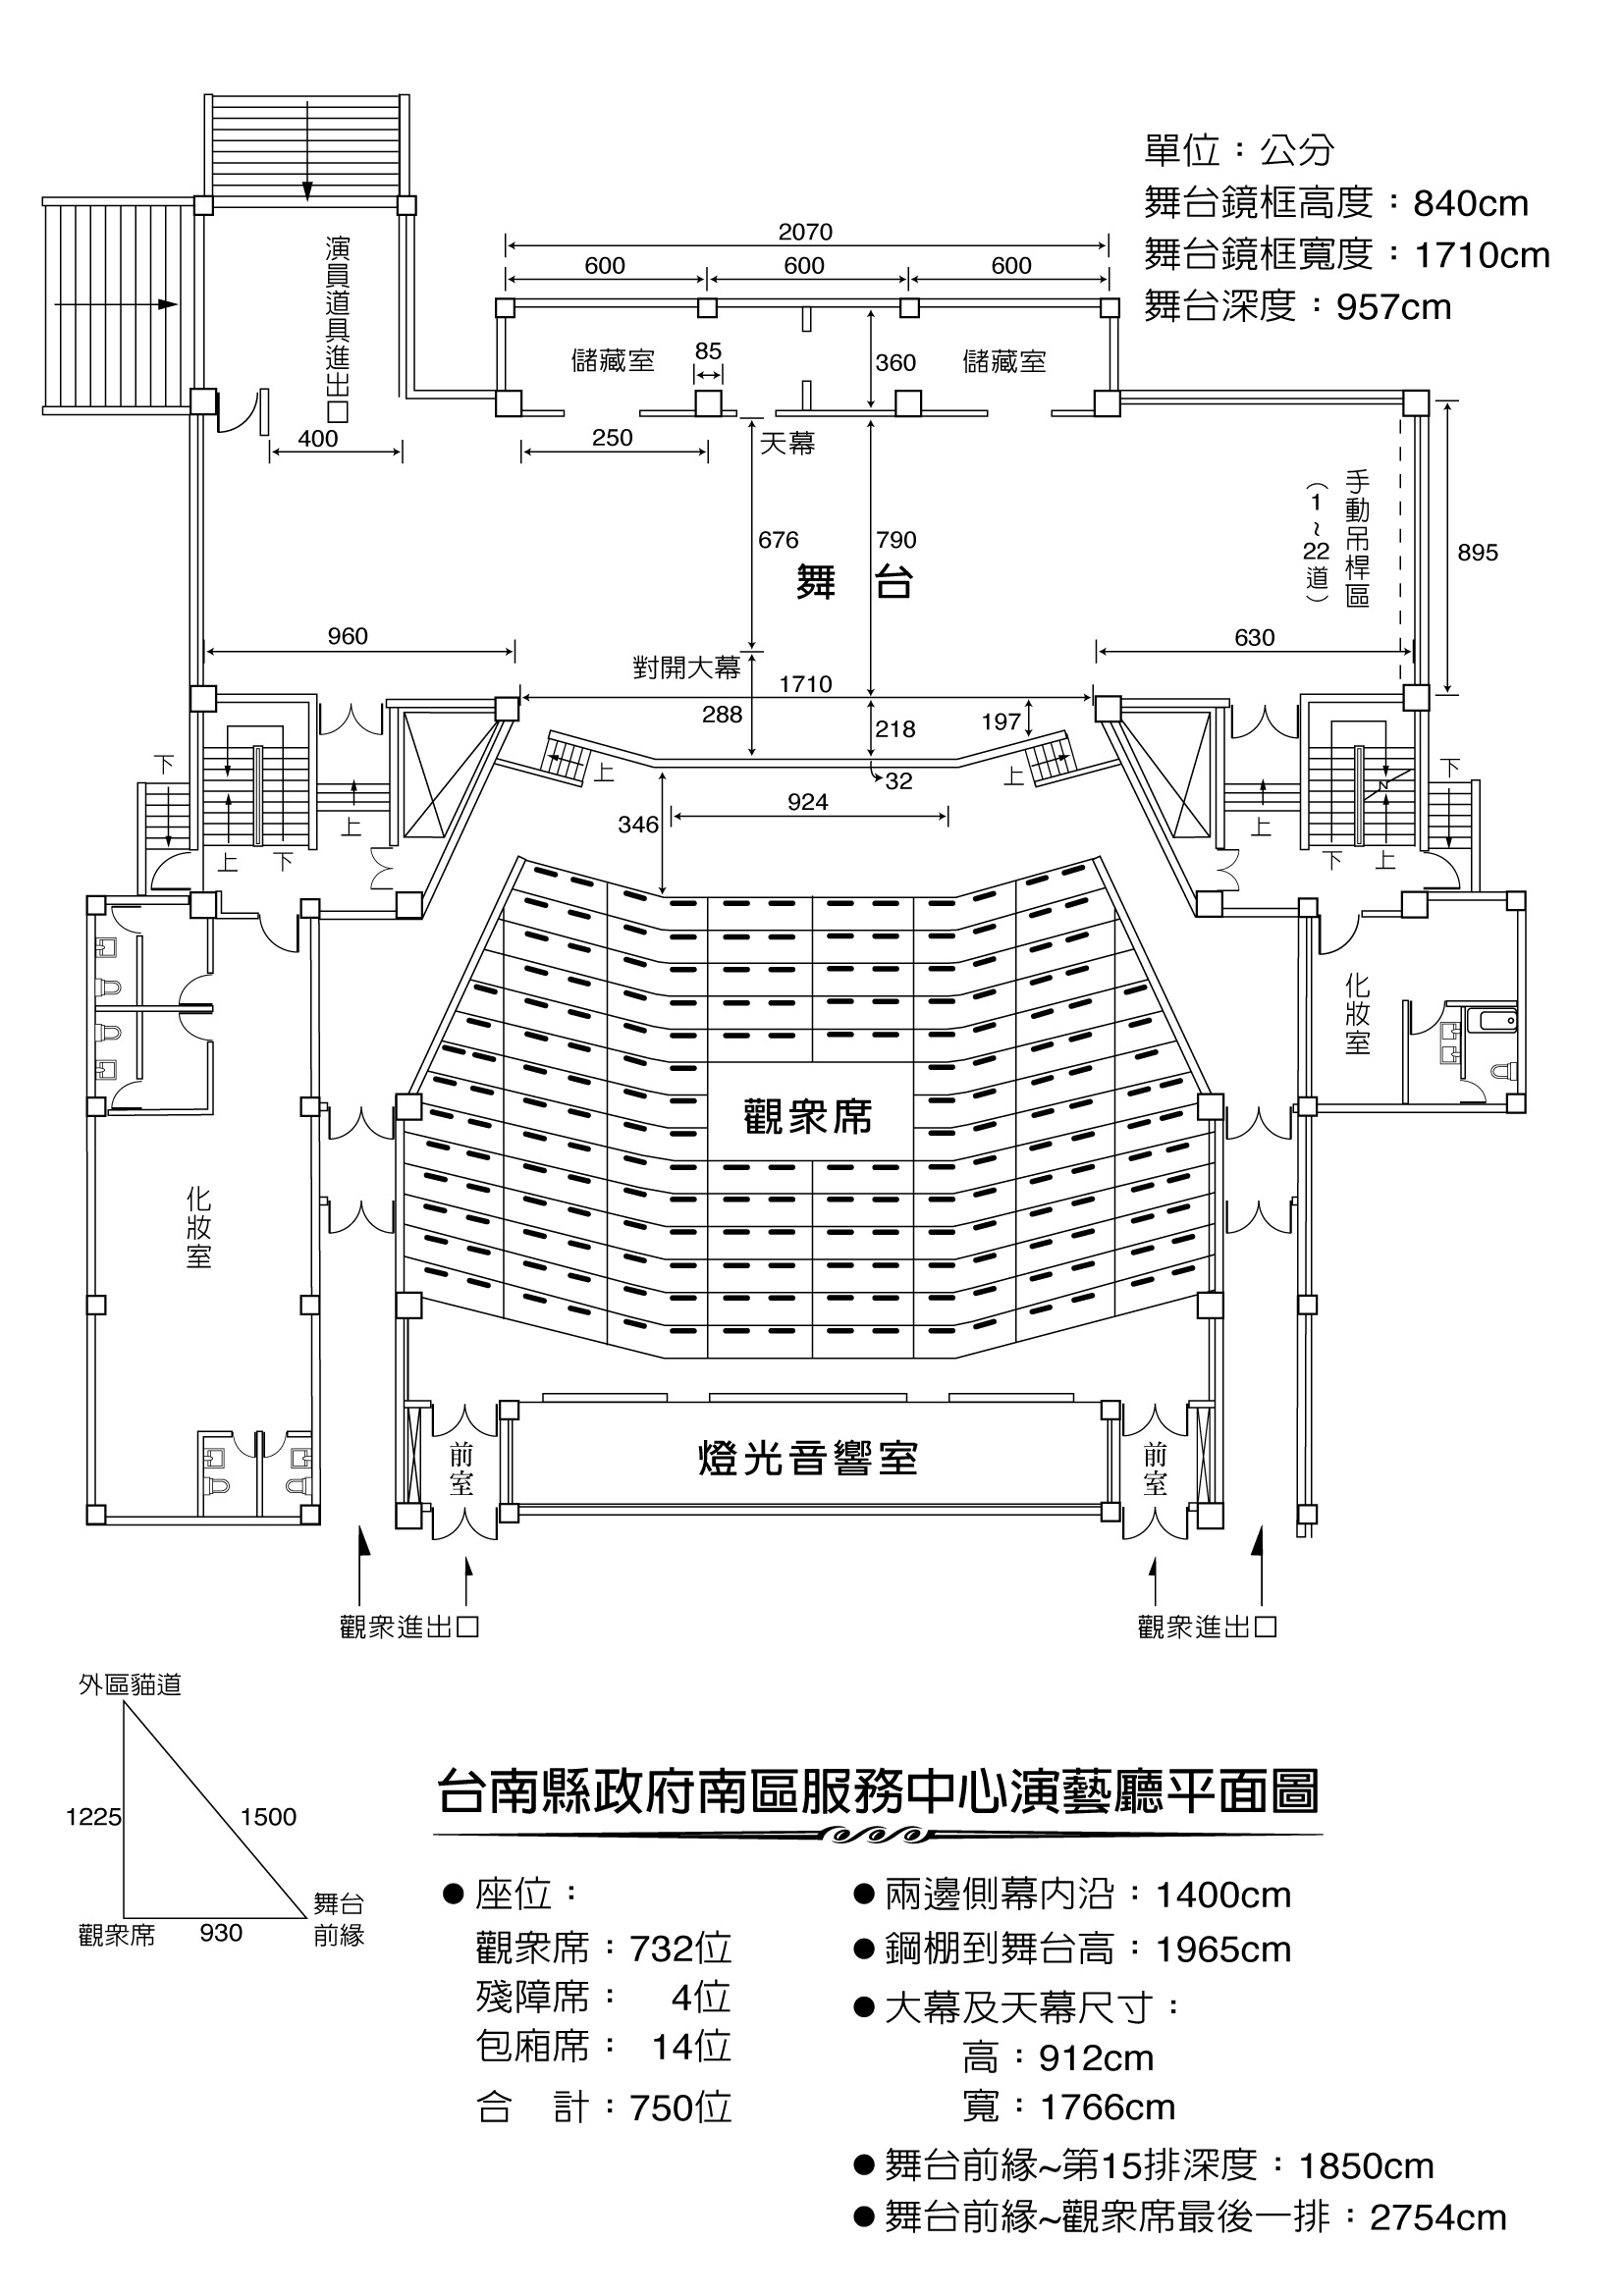 單位：公分
舞台鏡框高度：840cm
舞台鏡框寬度：1710cm
舞台深度：957cm
2070
600
600
600
演員道具進出口
儲藏室
85
360
儲藏室
400
250
天幕
676
790
舞 台
手動吊桿區
（1～22道）
895
960
630
對開大幕
1710
288
218
197
32
上
上
下
上
下
上
346
924
上
下
上
下
化妝室
觀眾席
化妝室
前室
燈光音響室
前室
觀眾進出口
觀眾進出口
外區貓道
1225
1500
觀眾席
930
舞台
前緣
台南縣政府南區服務中心演藝廳平面圖
● 座位：
觀眾席：732位
殘障席： 4位
包廂席： 14位
合 計：750位
● 兩邊側幕內沿：1400cm
● 鋼棚到舞台高：1965cm
● 大幕及天幕尺寸：
高：912cm
寬：1766cm
● 舞台前緣~第15排深度：1850cm
● 舞台前緣~觀眾席最後一排：2754cm